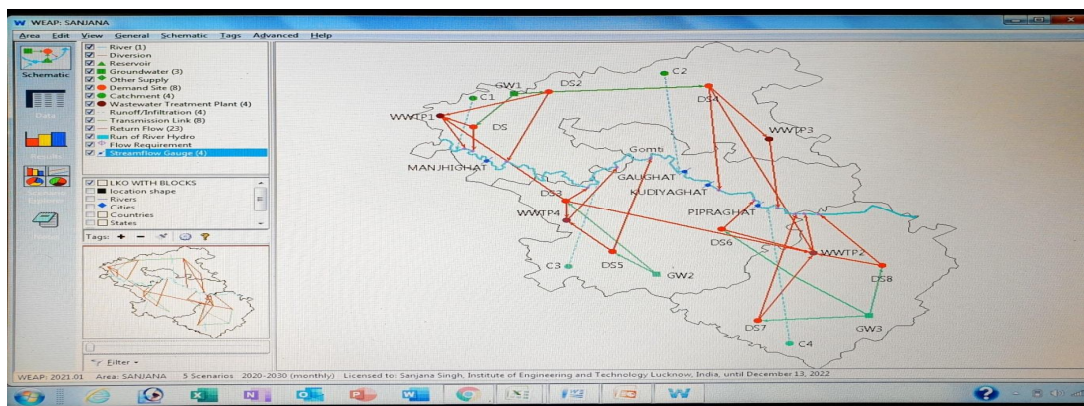 WEAP: SANJANA
Area Edit View General Schematic Tags Advanced Help
Schematic
Data
Results
Explorer
River (1)
Diversion
Reservoir
Groundwater (3)
Other Supply
Demand Site (8)
Catchment (4)
Wastewater Treatment Plant (4)
Runoff/Infiltration (4)
Transmission Link (8)
Return Flow (23)
Run of River Hydro
Flow Requirement
Streamflow Gauge (4)
LKO WITH BLOCKS
location shape
Rivers
Cities
Countries
States
Tags:
Filter
C2
GW1
DS2
DS4
C1
WWTP1
DS
WWTP3
Gomti
MANJHIGHAT
GAUGHAT
KUDIYAGHAT
DS3
WWTP4
PIPRAGHAT
DS6
C3
DS5
GW2
WWTP2
DS8
DS7
GW3
C4
WEAP: 2021.01 Area: SANJANA 5 Scenarios 2020-2030 (monthly) Licensed to: Sanjana Singh, Institute of Engineering and Technology Lucknow, India, until December 13, 2022